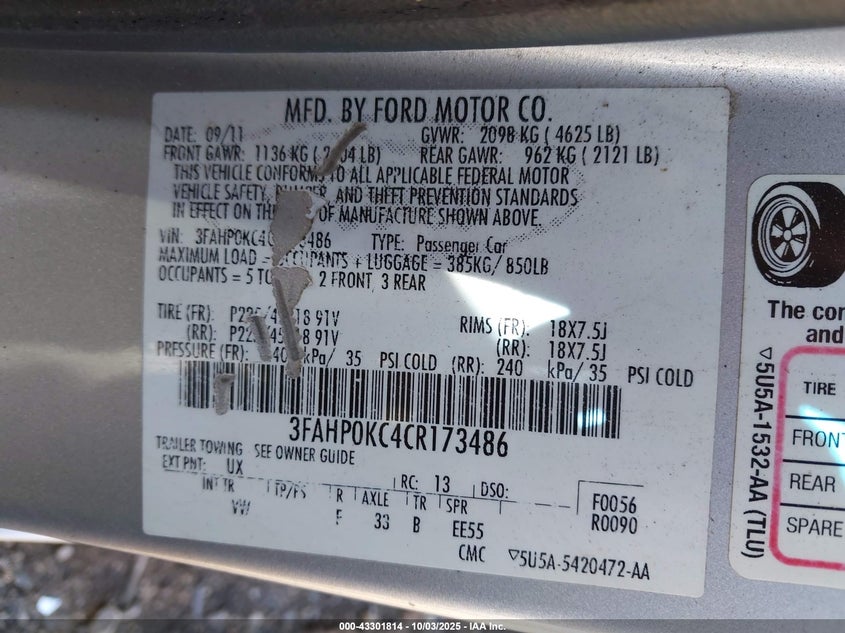 MFD. BY FORD MOTOR CO.
DATE: 09/11 GVWR: 2098 KG ( 4625 LB)
FRONT GAWR: 1136 KG ( LB) REAR GAWR: 962 KG ( 2121 LB)
THIS VEHICLE CONFORMS TO ALL APPLICABLE FEDERAL MOTOR
VEHICLE SAFETY, AND THEFT PREVENTION STANDARDS
IN EFFECT ON OF MANUFACTURE SHOWN ABOVE.
VIN: TYPE: Passenger Car
MAXIMUM LOAD = OCCUPANTS + LUGGAGE = 385KG/ 850LB
OCCUPANTS = 5 2 FRONT, 3 REAR
TIRE (FR): 91V RIMS (FR): 18X7.5J
(RR): 91V (RR): 18X7.5J
PRESSURE (FR): kPa/ 35 PSI COLD (RR): 240 kPa/ 35 PSI COLD
3FAHP0KC4CR173486
TRAILER TOWING SEE OWNER GUIDE
EXT PNT: UX RC: 13 DSO: F0056
INT TR TP/PS R AXLE TR SPR R0090
VW 33 B EE55
CMC ▽5U5A-5420472-AA
The
and
TIRE
FRONT
REAR
SPARE
▽5U5A-1532-AA (TLU)
000-43301814 - 10/03/2025 - IAA Inc.